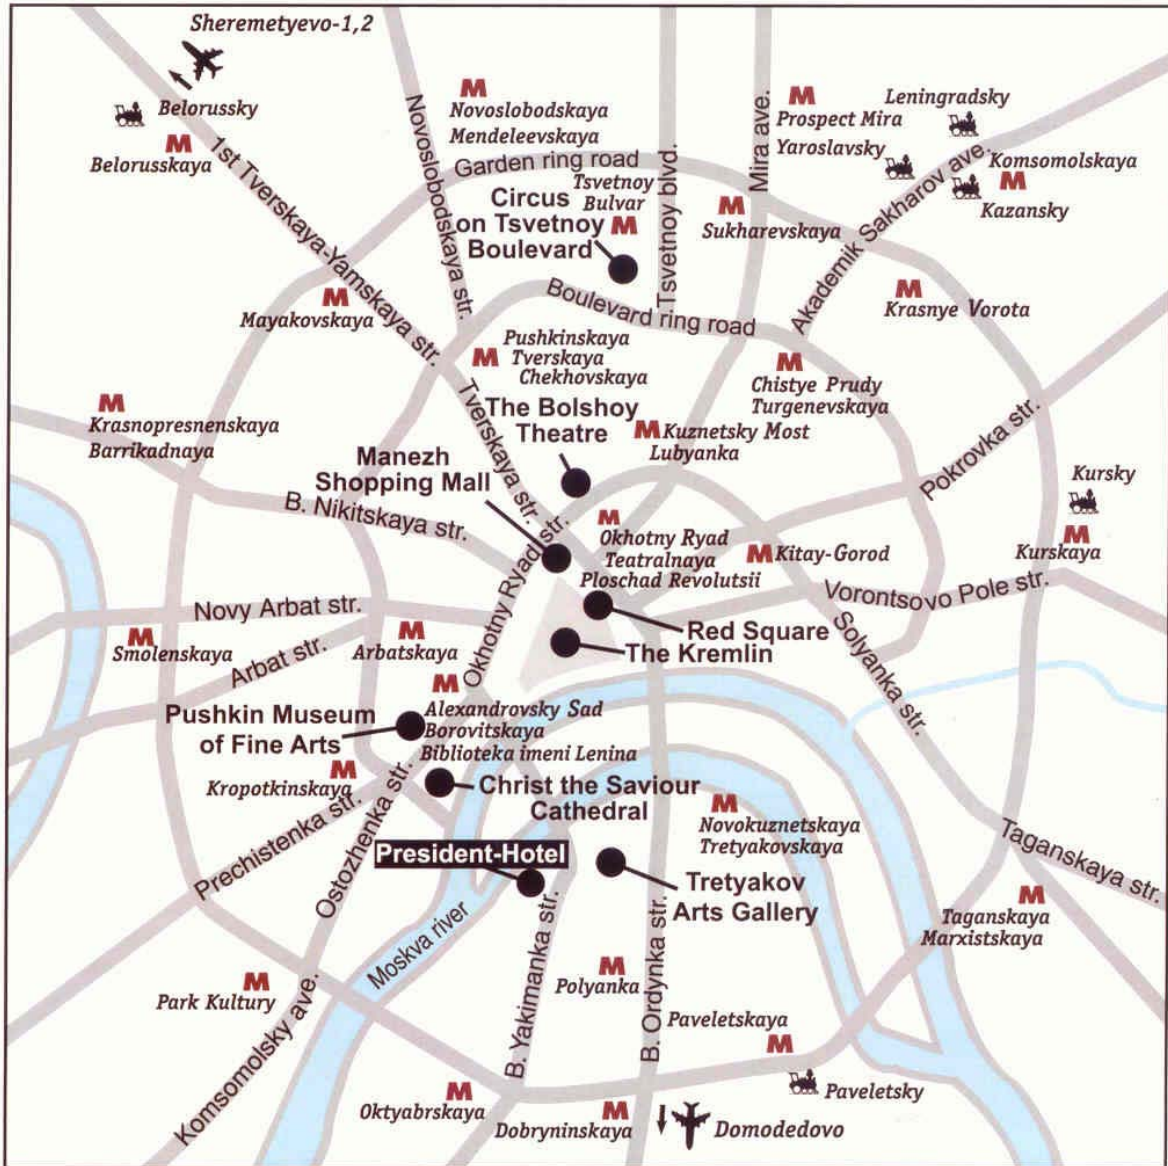 Sheremetyevo-1,2
Belorussky
Belorusskaya
Novoslobodskaya
Mendeleevskaya
Prospect Mira
Leningradsky
Yaroslavsky
Komsomolskaya
Kazansky
1st Tverskaya-Yamskaya str.
Novoslobodskaya str.
Garden ring road
Mira ave.
Tsvetnoy blvd.
Akademik Sakharov ave.
Tsvetnoy
Bulvar
Circus
on Tsvetnoy
Boulevard
Sukharevskaya
Krasnye Vorota
Mayakovskaya
Boulevard ring road
Pushkinskaya
Tverskaya
Chekhovskaya
Chistye Prudy
Turgenevskaya
Krasnopresnenskaya
Barrikadnaya
Tverskaya str.
The Bolshoy
Theatre
Kuznetsky Most
Lubyanka
Pokrovka str.
Manezh
Shopping Mall
B. Nikitskaya str.
Kursky
Kurskaya
Okhotny Ryad
Teatralnaya
Ploschad Revolutsii
Kitay-Gorod
Okhotny Ryad str.
Vorontsovo Pole str.
Novy Arbat str.
Smolenskaya
Arbat str.
Arbatskaya
Red Square
The Kremlin
Solyanka str.
Pushkin Museum
of Fine Arts
Alexandrovsky Sad
Borovitskaya
Biblioteka imeni Lenina
Kropotkinskaya
Christ the Saviour
Cathedral
Prechistenka str.
Ostozhenka str.
Novokuznetskaya
Tretyakovskaya
Taganskaya str.
President-Hotel
Tretyakov
Arts Gallery
Taganskaya
Marxistskaya
Moskva river
Park Kultury
Komsomolsky ave.
B. Yakimanka str.
Polyanka
B. Ordynka str.
Paveletskaya
Paveletsky
Oktyabrskaya
Dobryninskaya
Domodedovo